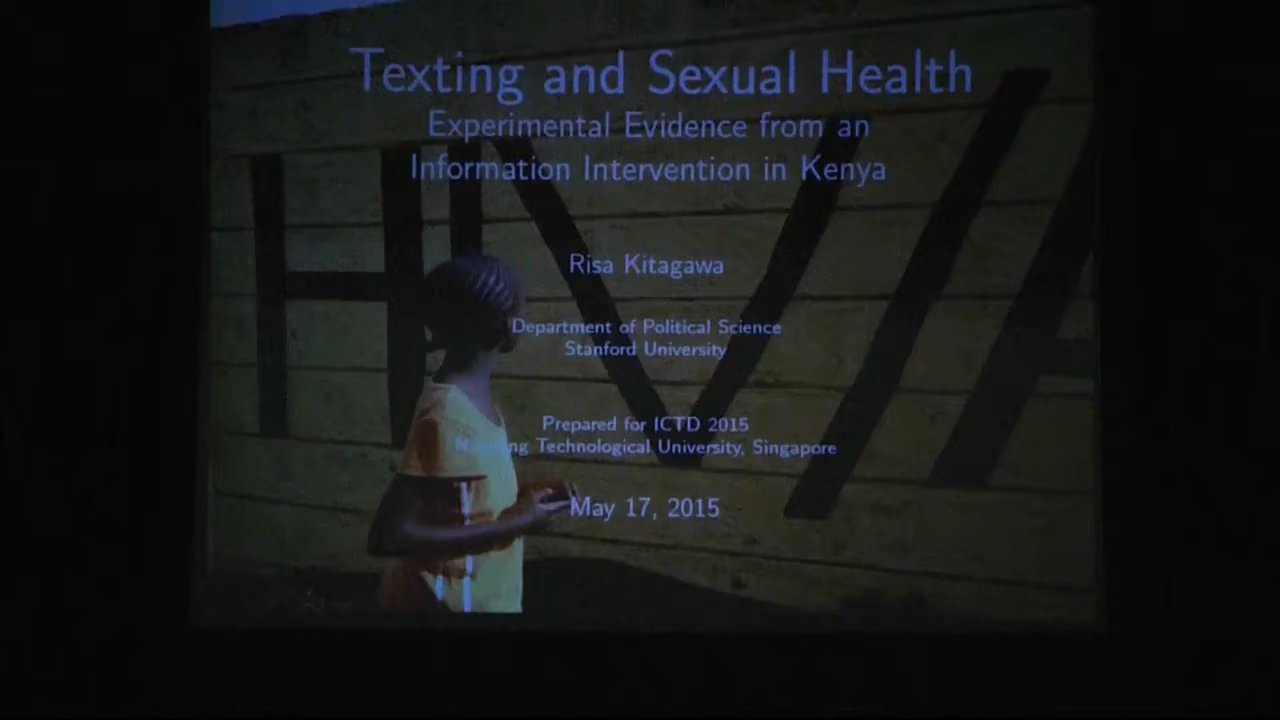 Texting and Sexual Health
Experimental Evidence from an
Information Intervention in Kenya
Risa Kitagawa
Department of Political Science
Stanford University
Prepared for ICTD 2015
Technological University, Singapore
May 17, 2015
HIV/A